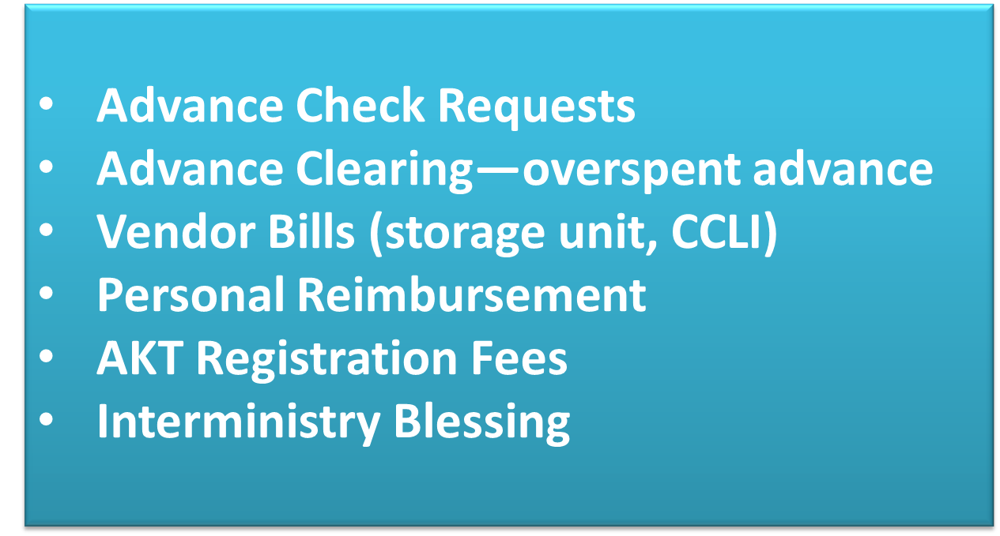 • Advance Check Requests
• Advance Clearing—overspent advance
• Vendor Bills (storage unit, CCLI)
• Personal Reimbursement
• AKT Registration Fees
• Interministry Blessing